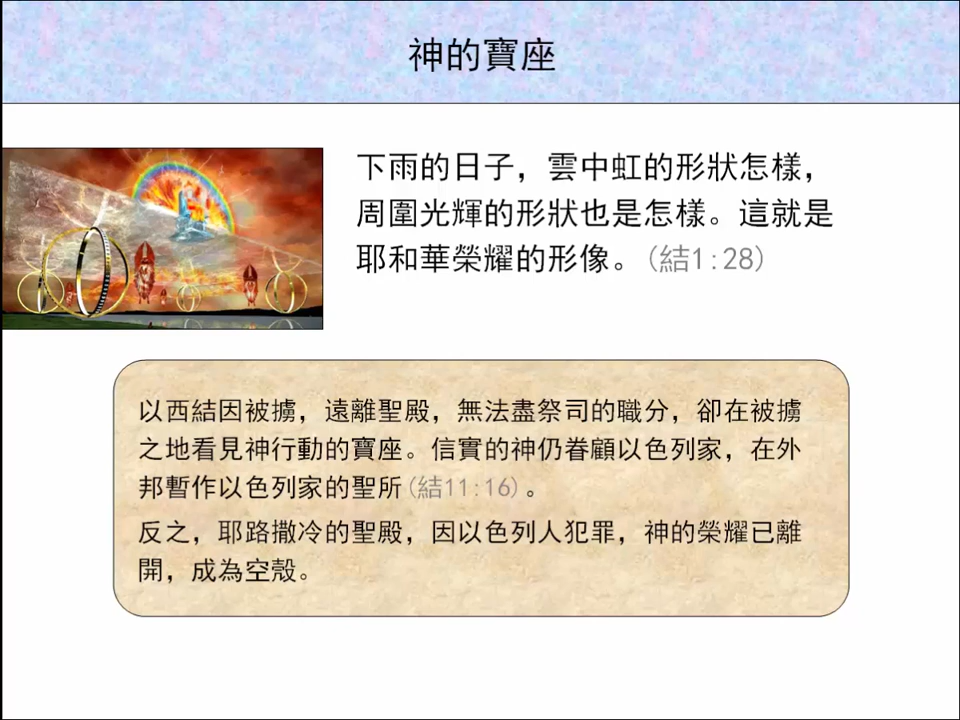 神的寶座
下雨的日子，雲中虹的形狀怎樣，
周圍光輝的形狀也是怎樣。這就是
耶和華榮耀的形像。(結1:28)
以西結因被擄，遠離聖殿，無法盡祭司的職分，卻在被擄
之地看見神行動的寶座。信實的神仍眷顧以色列家，在外
邦暫作以色列家的聖所(結11:16)。
反之，耶路撒冷的聖殿，因以色列人犯罪，神的榮耀已離
開，成為空殼。